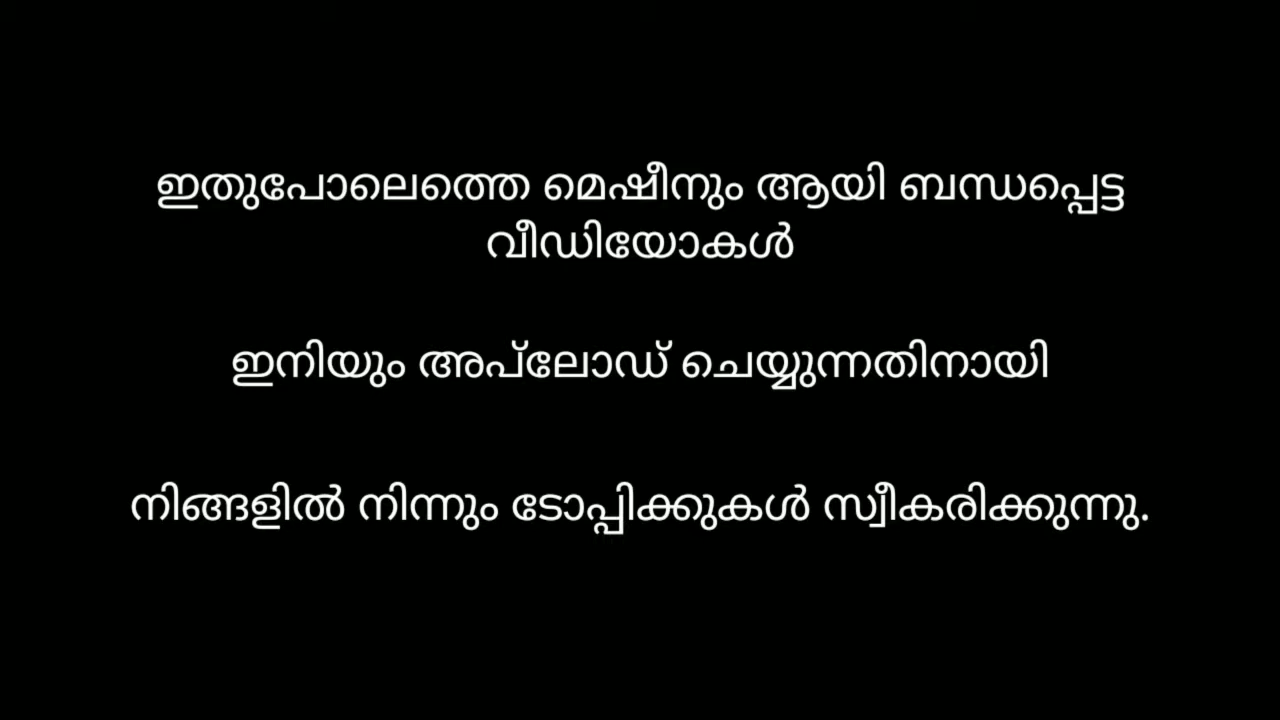 ഇതുപോലെത്തെ മെഷീനും ആയി ബന്ധപ്പെട്ട
വീഡിയോകൾ
ഇനിയും അപ്‌ലോഡ് ചെയ്യുന്നതിനായി
നിങ്ങളിൽ നിന്നും ടോപ്പിക്കുകൾ സ്വീകരിക്കുന്നു.